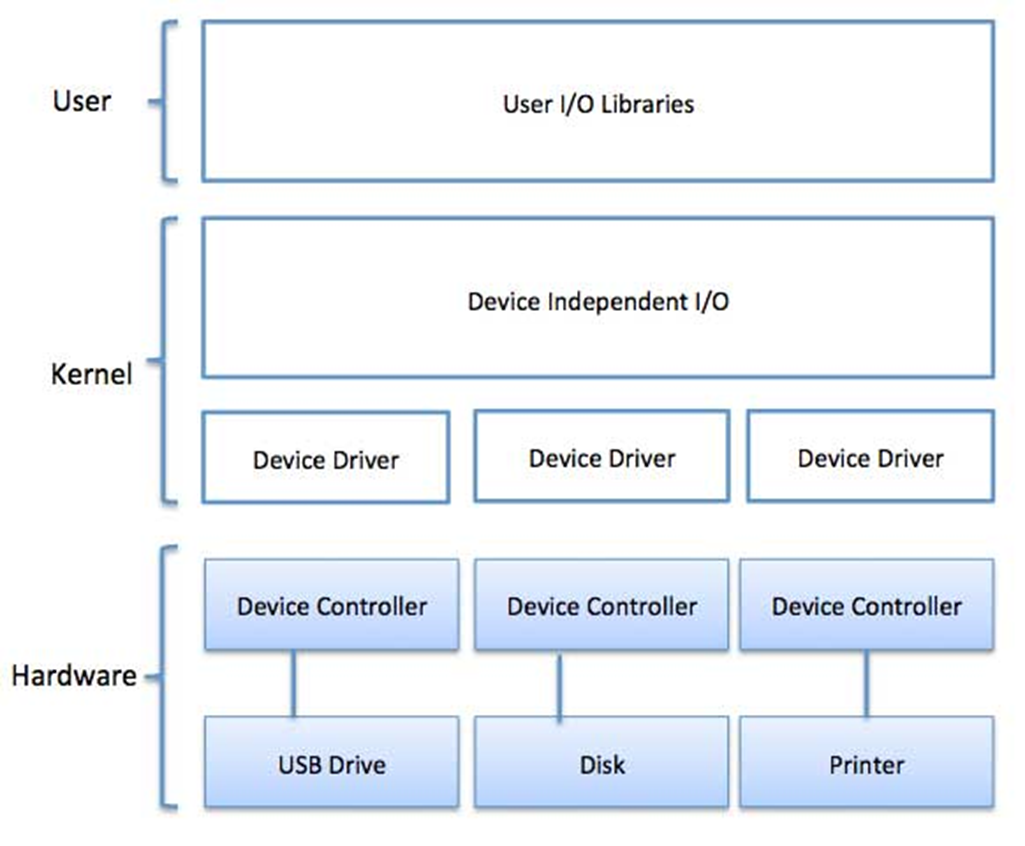 User
User I/O Libraries
Kernel
Device Independent I/O
Device Driver
Device Driver
Device Driver
Hardware
Device Controller
Device Controller
Device Controller
USB Drive
Disk
Printer